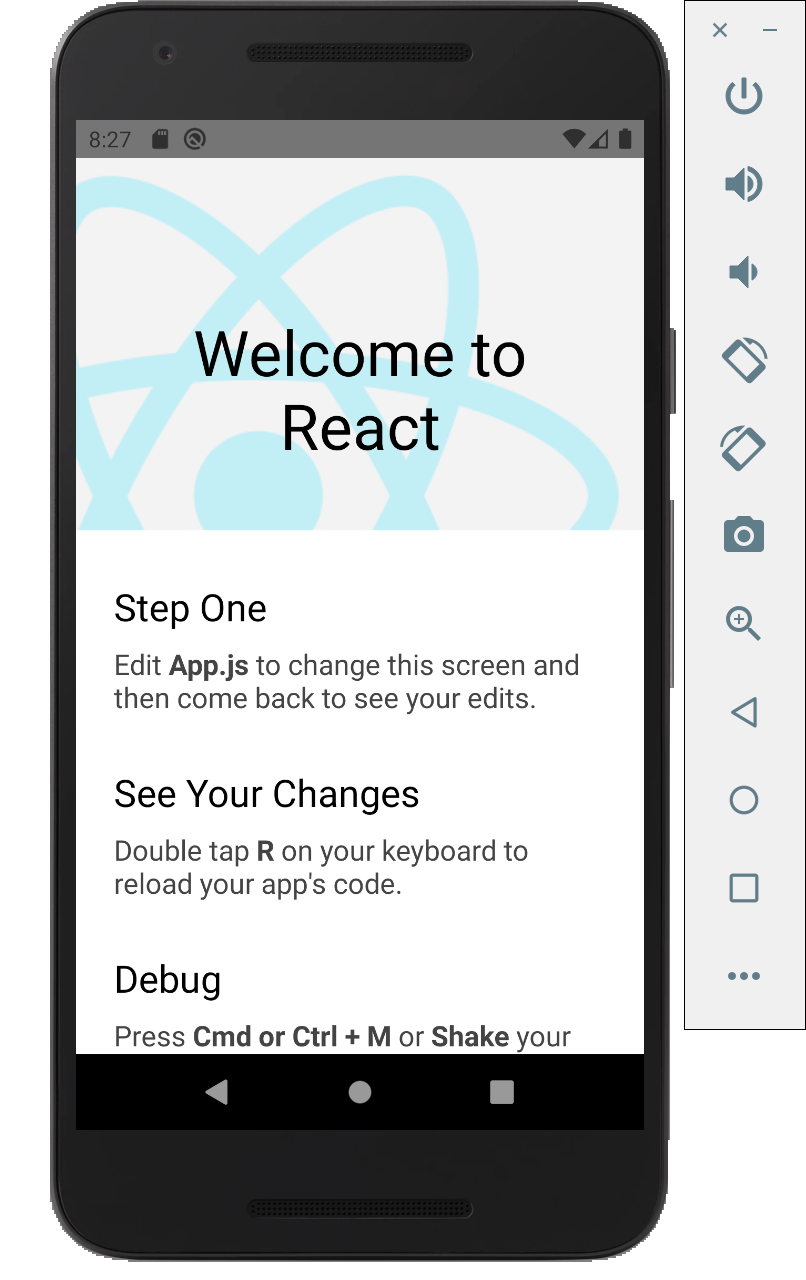 8:27
Welcome to
React
Step One
Edit App.js to change this screen and
then come back to see your edits.
See Your Changes
Double tap R on your keyboard to
reload your app's code.
Debug
Press Cmd or Ctrl + M or Shake your